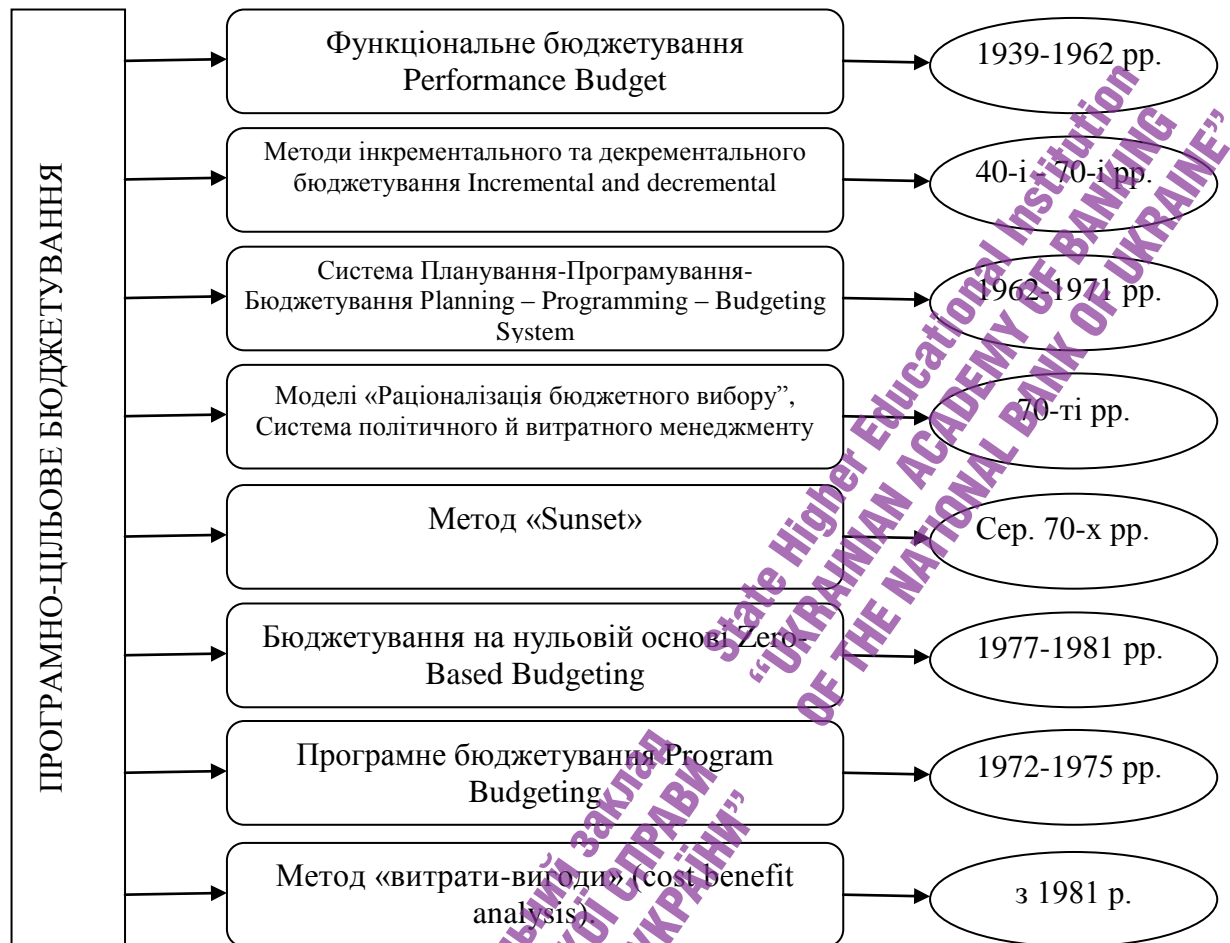 ПРОГРАМНО-ЦІЛЬОВЕ БЮДЖЕТУВАННЯ
Функціональне бюджетування
Performance Budget
1939-1962 рр.
Методи інкрементального та декрементального
бюджетування Incremental and decremental
40-і - 70-і рр.
Система Планування-Програмування-
Бюджетування Planning – Programming – Budgeting
System
1962-1971 рр.
Моделі «Раціоналізація бюджетного вибору”,
Система політичного й витратного менеджменту
70-ті рр.
Метод «Sunset»
Сер. 70-х рр.
Бюджетування на нульовій основі Zero-
Based Budgeting
1977-1981 рр.
Програмне бюджетування Program
Budgeting
1972-1975 рр.
Метод «витрати-вигоди» (cost benefit
analysis).
з 1981 р.
State Higher Educational Institution
“UKRAINIAN ACADEMY OF BANKING
OF THE NATIONAL BANK OF UKRAINE”
заклад
СПРАВИ
УКРАЇНИ”